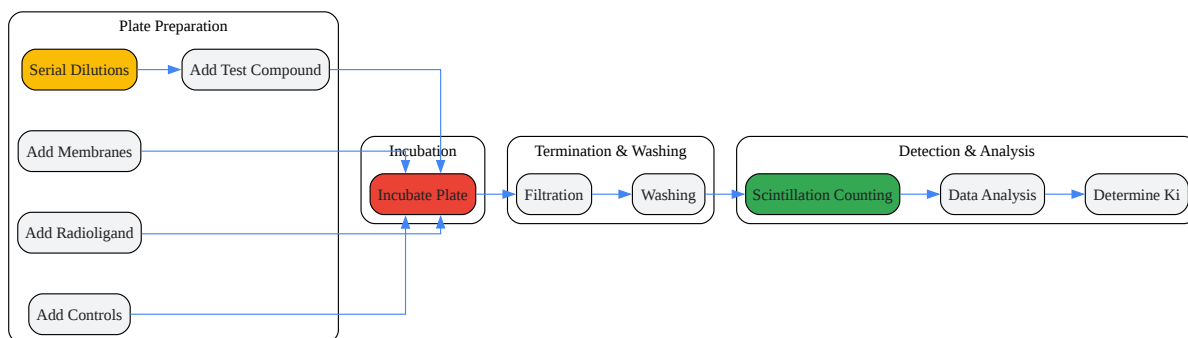 Plate Preparation
Serial Dilutions
Add Test Compound
Add Membranes
Add Radioligand
Add Controls
Incubation
Incubate Plate
Termination & Washing
Filtration
Washing
Detection & Analysis
Scintillation Counting
Data Analysis
Determine Ki